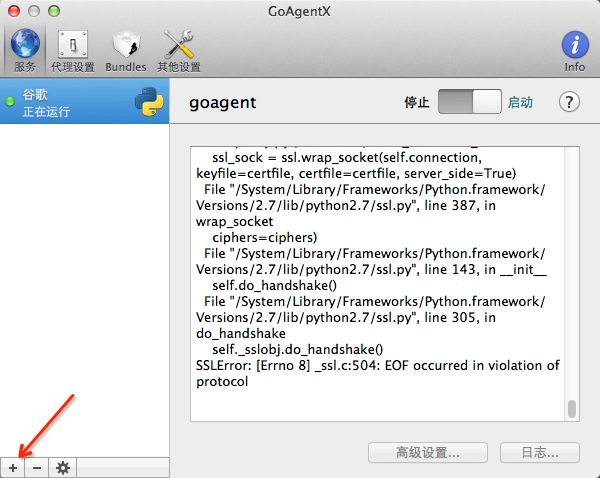 GoAgentX
服务
代理设置
Bundles
其他设置
Info
谷歌
正在运行
goagent
停止
启动
?
ssl_sock = ssl.wrap_socket(self.connection,
keyfile=certfile, certfile=certfile, server_side=True)
File "/System/Library/Frameworks/Python.framework/
Versions/2.7/lib/python2.7/ssl.py", line 387, in
wrap_socket
ciphers=ciphers)
File "/System/Library/Frameworks/Python.framework/
Versions/2.7/lib/python2.7/ssl.py", line 143, in __init__
self.do_handshake()
File "/System/Library/Frameworks/Python.framework/
Versions/2.7/lib/python2.7/ssl.py", line 305, in
do_handshake
self._sslobj.do_handshake()
SSLError: [Errno 8] _ssl.c:504: EOF occurred in violation of
protocol
高级设置...
日志...